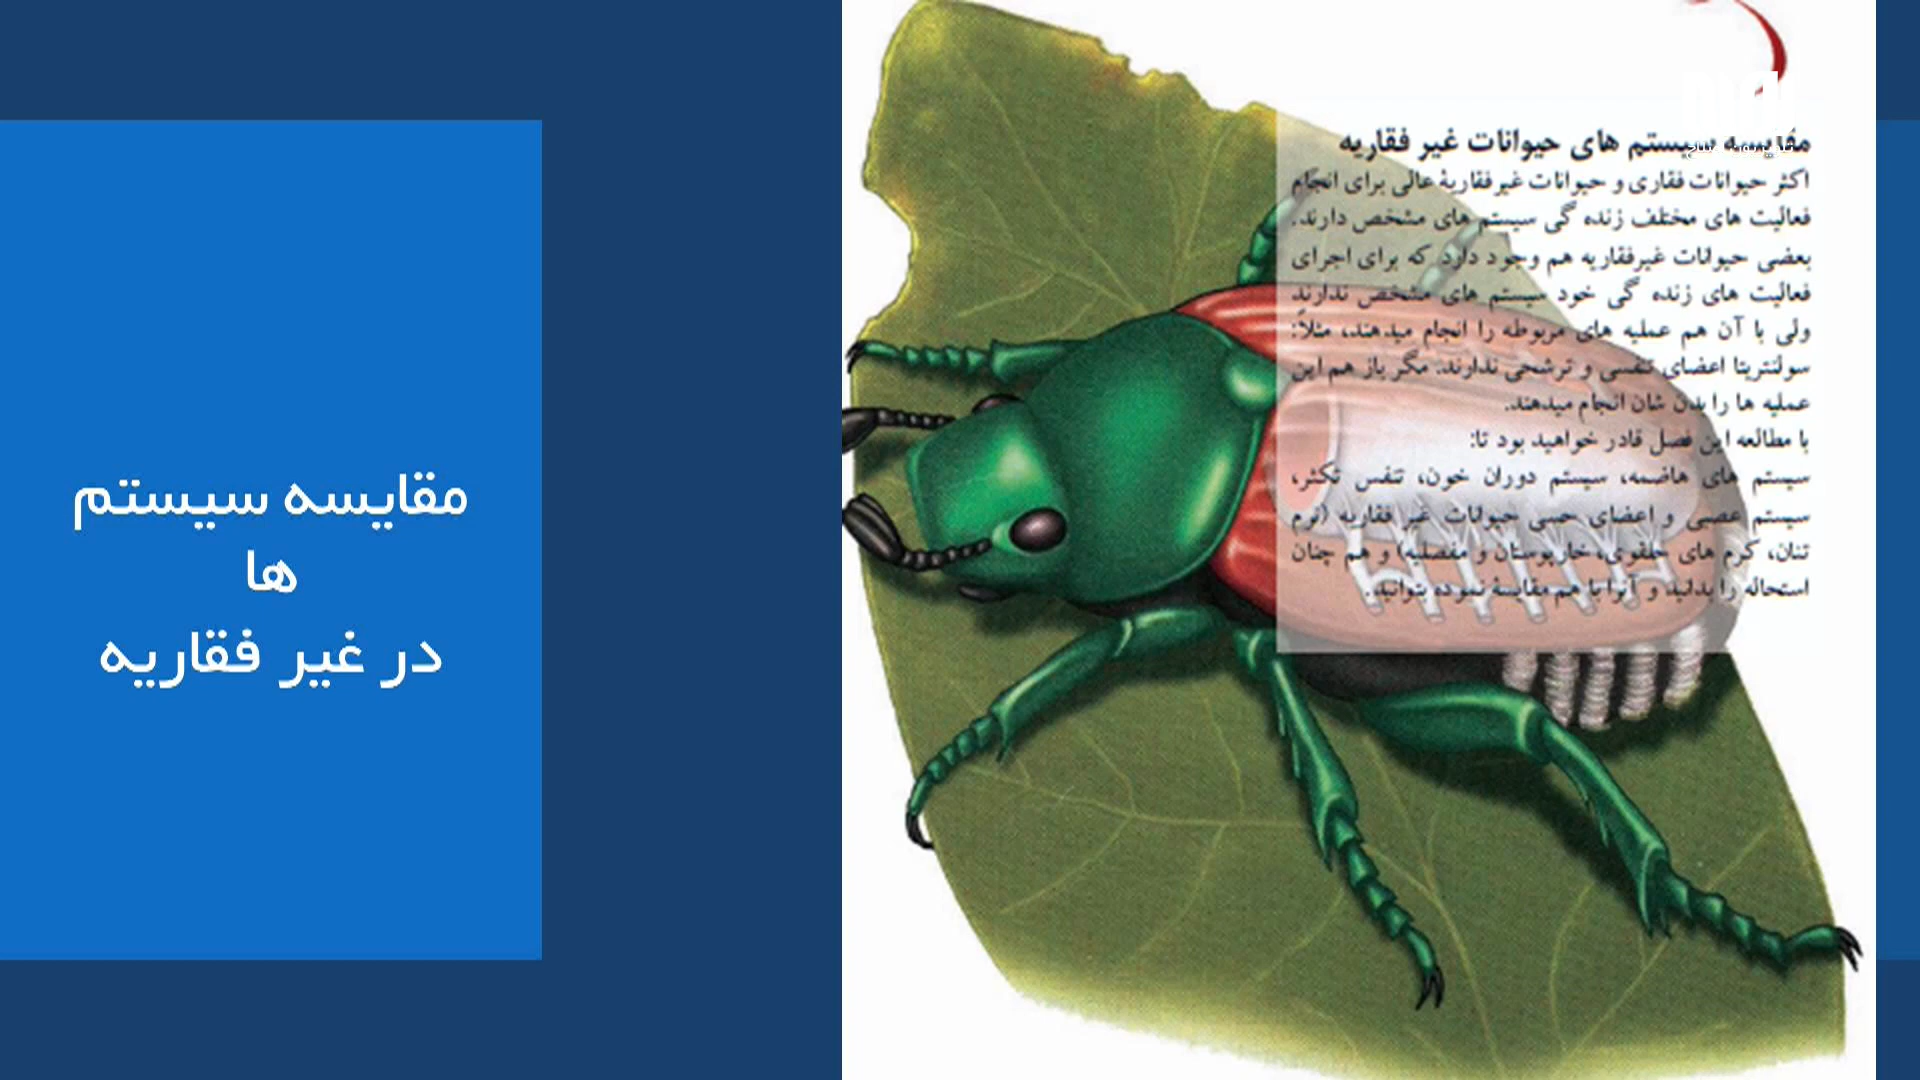 مقایسه سیستم
ها
در غیر فقاریه
مقایسه سیستم های حیوانات غیر فقاریه
اکثر حیوانات فقاری و حیوانات غیرفقاریۀ عالی برای انجام
فعالیت های مختلف زنده گی سیستم های مشخص دارند.
بعضی حیوانات غیرفقاریه هم وجود دارد که برای اجرای
فعالیت های زنده گی خود سیستم های مشخص ندارند
ولی با آن هم عملیه های مربوطه را انجام میدهند، مثلاً:
سولنتریتا اعضای تنفسی و ترشحی ندارند. مگر باز هم این
عملیه ها را بدن شان انجام میدهند.
با مطالعه این فصل قادر خواهید بود تا:
سیستم های هاضمه، سیستم دوران خون، تنفس تکثر،
سیستم عصبی و اعضای حسی حیوانات غیر فقاریه (نرم
تنان، کرم های حلقوی، خارپوستان و مفصلیه) و هم چنان
استحاله را بدانید و آنرا با هم مقایسۀ نموده بتوانید.